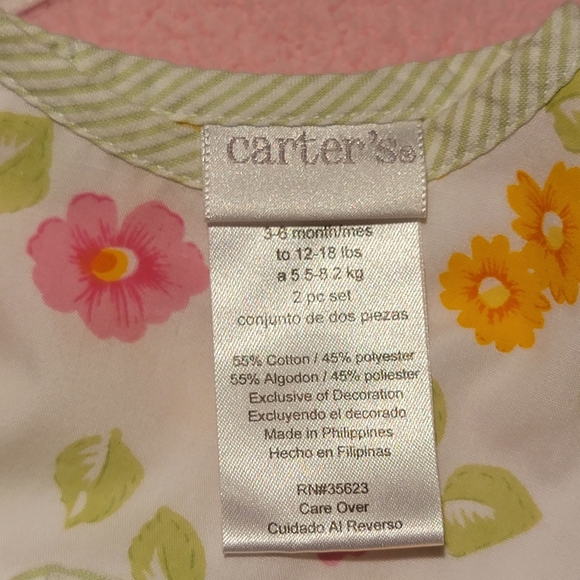 carter's®
3-6 month/mes
to 12-18 lbs
a 5.5-8.2 kg
2 pc set
conjunto de dos piezas
55% Cotton / 45% polyester
55% Algodon / 45% poliester
Exclusive of Decoration
Excluyendo el decorado
Made in Philippines
Hecho en Filipinas
RN#35623
Care Over
Cuidado Al Reverso